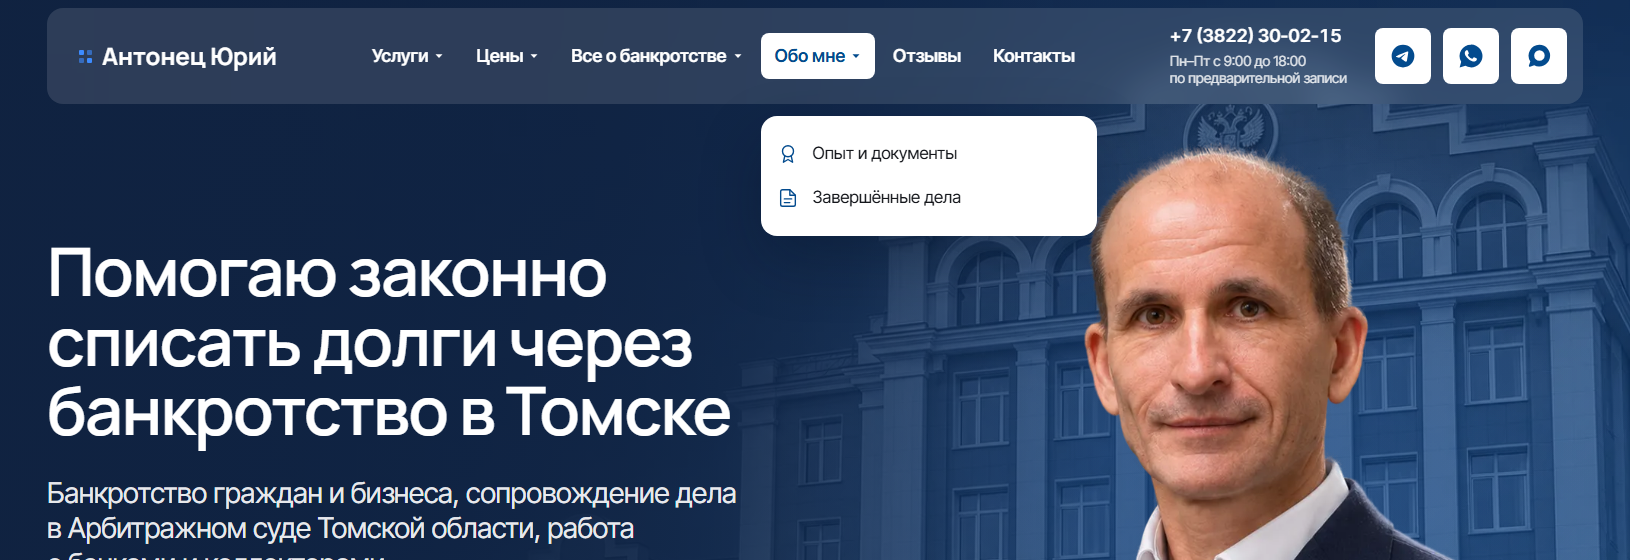 Антонец Юрий
Услуги
Цены
Все о банкротстве
Обо мне
Отзывы
Контакты
+7 (3822) 30-02-15
Пн–Пт с 9:00 до 18:00
по предварительной записи
Опыт и документы
Завершённые дела
Помогаю законно
списать долги через
банкротство в Томске
Банкротство граждан и бизнеса, сопровождение дела
в Арбитражном суде Томской области, работа